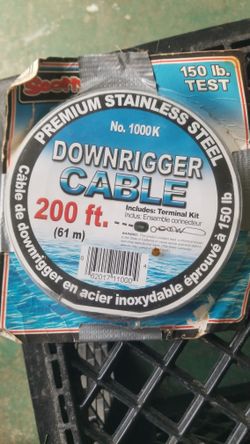 150 lb.
TEST
PREMIUM STAINLESS STEEL
No. 1000K
DOWNRIGGER
CABLE
200 ft.
(61 m)
Includes: Terminal Kit
Inclus: Ensemble connecteur
WARNING:
Câble de downrigger en acier inoxydable éprouvé à 150 lb